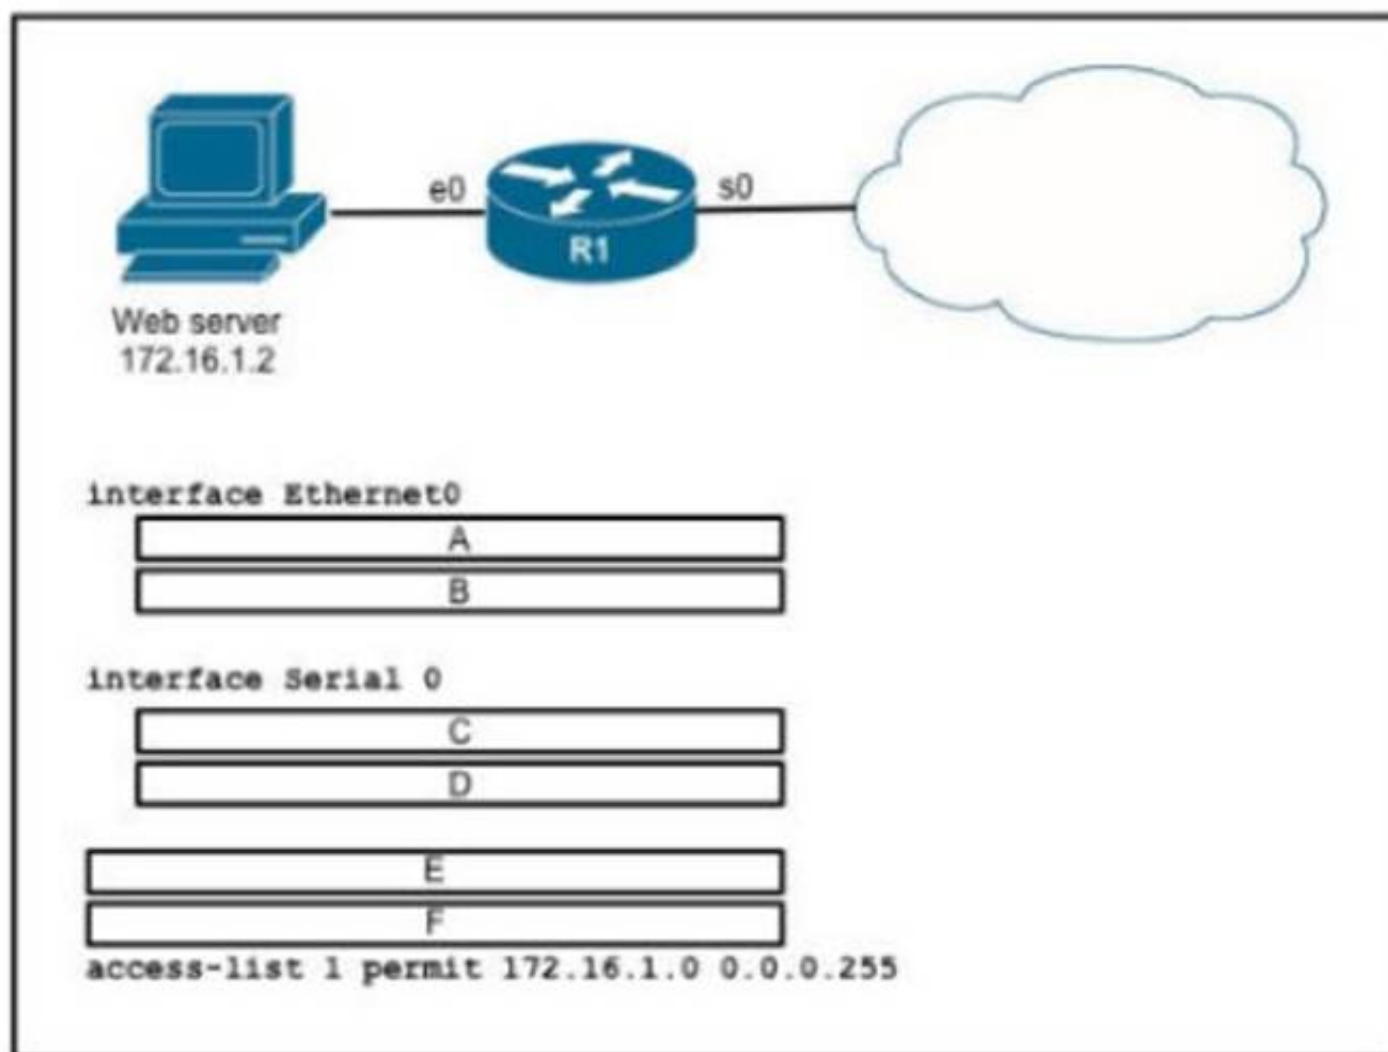 e0
s0
R1
Web server
172.16.1.2
interface Ethernet0
A
B
interface Serial 0
C
D
E
F
access-list 1 permit 172.16.1.0 0.0.0.255